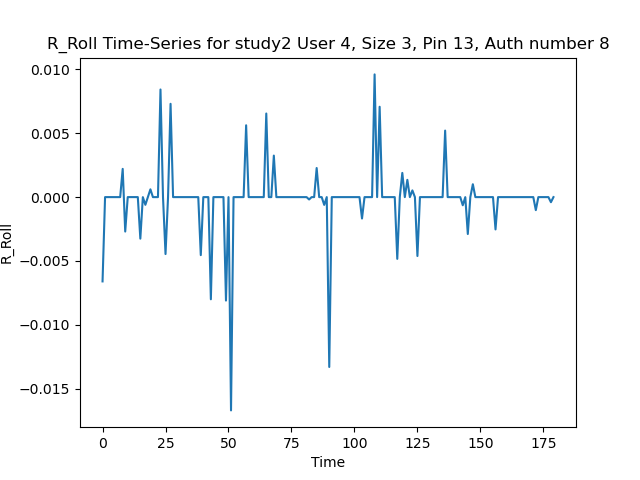 R_Roll Time-Series for study2 User 4, Size 3, Pin 13, Auth number 8
0.010
0.005
0.000
−0.005
−0.010
−0.015
R_Roll
0 25 50 75 100 125 150 175
Time